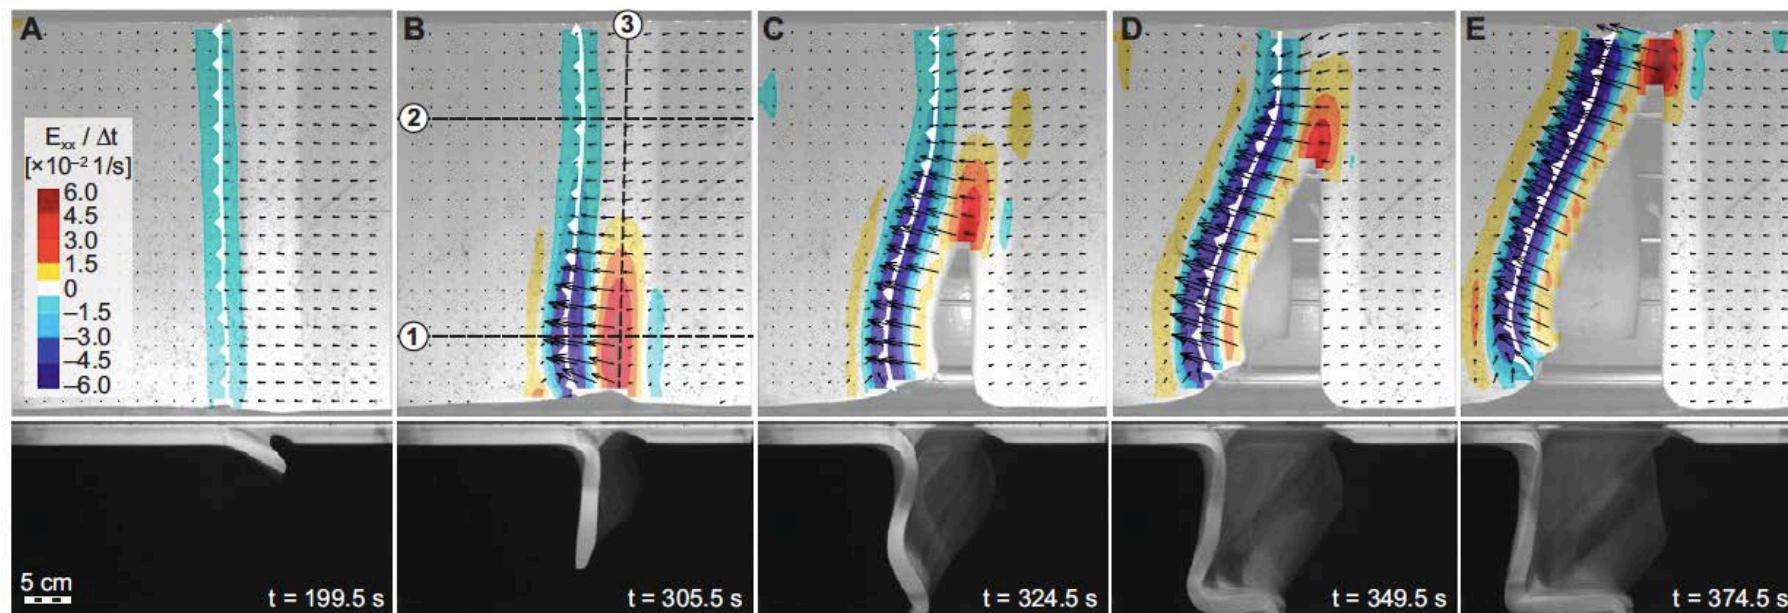 A
B
3
C
D
E
2
E_xx / Δt
[×10⁻² 1/s]
6.0
4.5
3.0
1.5
0
−1.5
−3.0
−4.5
−6.0
1
5 cm
t = 199.5 s
t = 305.5 s
t = 324.5 s
t = 349.5 s
t = 374.5 s